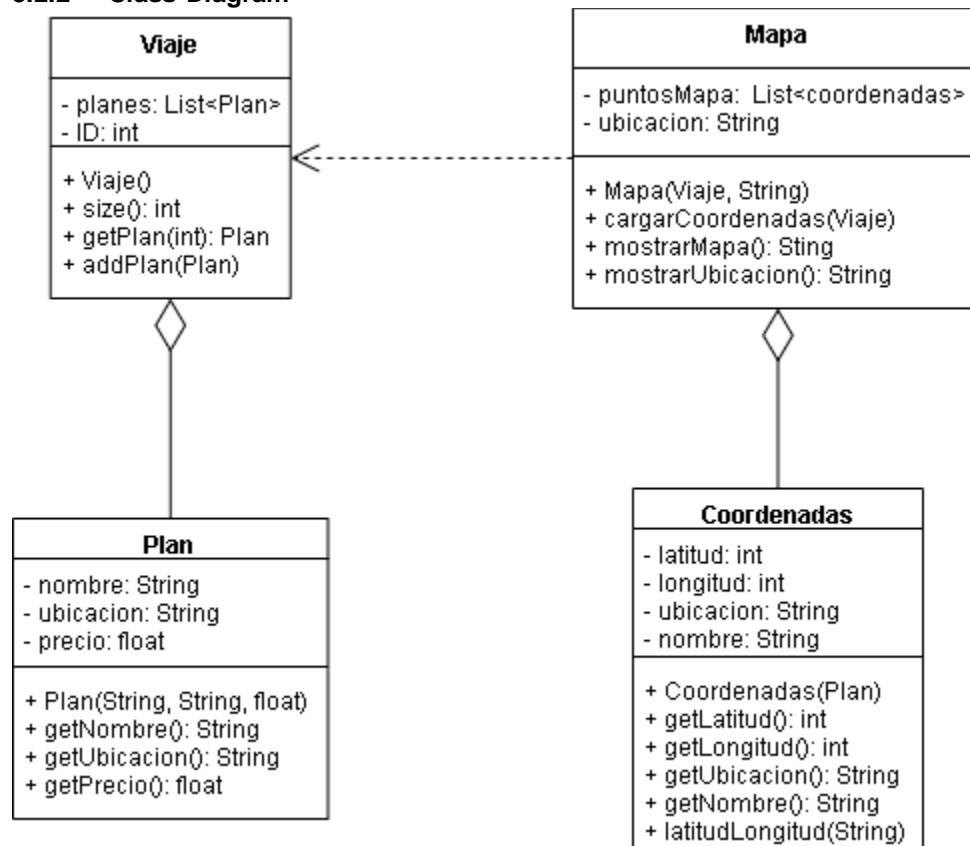 Viaje
- planes: List<Plan>
- ID: int
+ Viaje()
+ size(): int
+ getPlan(int): Plan
+ addPlan(Plan)
Mapa
- puntosMapa: List<coordenadas>
- ubicacion: String
+ Mapa(Viaje, String)
+ cargarCoordenadas(Viaje)
+ mostrarMapa(): Sting
+ mostrarUbicacion(): String
Plan
- nombre: String
- ubicacion: String
- precio: float
+ Plan(String, String, float)
+ getNombre(): String
+ getUbicacion(): String
+ getPrecio(): float
Coordenadas
- latitud: int
- longitud: int
- ubicacion: String
- nombre: String
+ Coordenadas(Plan)
+ getLatitud(): int
+ getLongitud(): int
+ getUbicacion(): String
+ getNombre(): String
+ latitudLongitud(String)